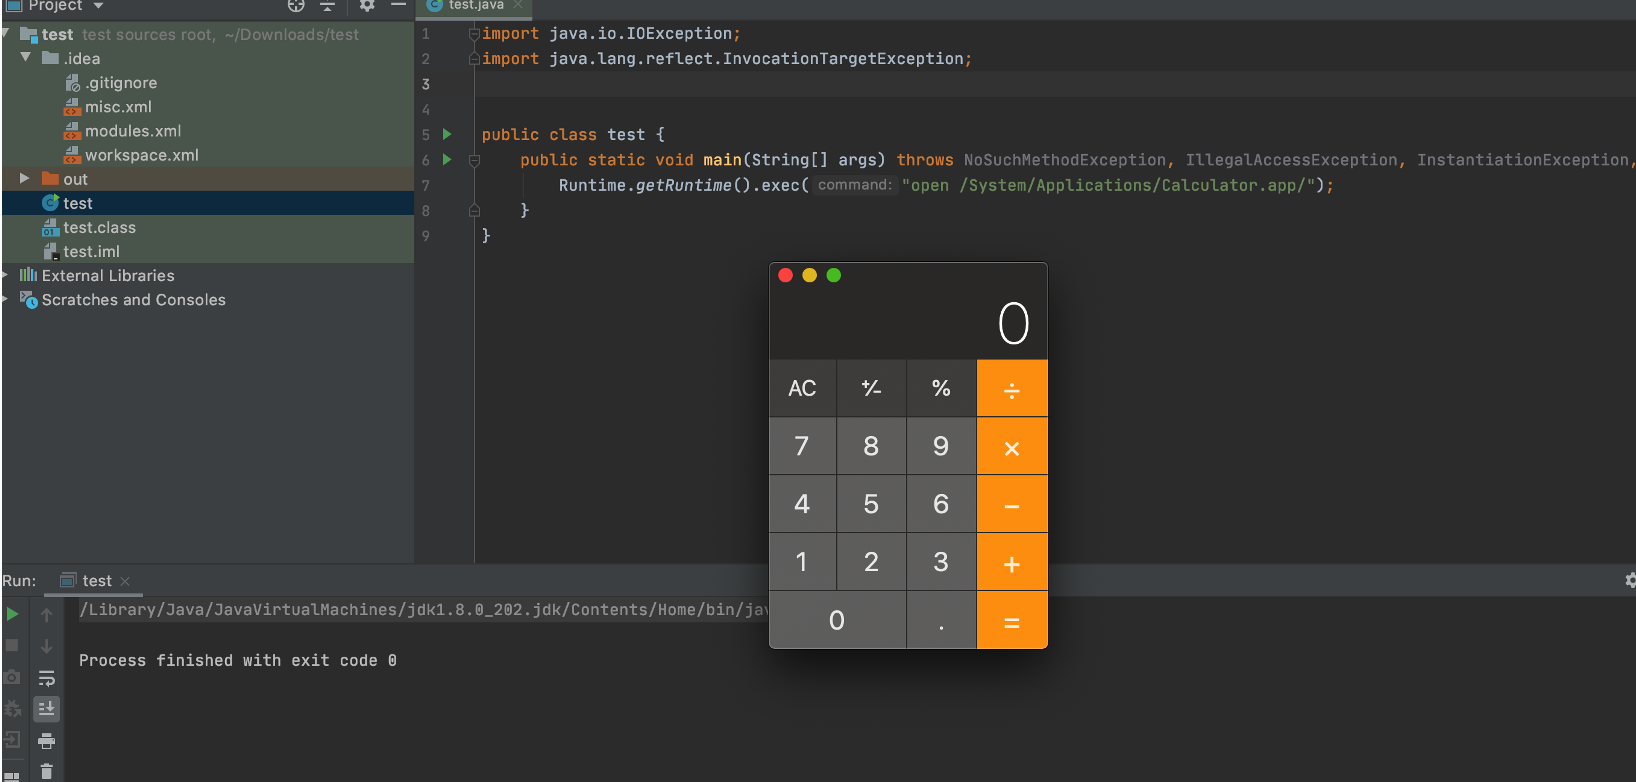 Project
test.java
test test sources root, ~/Downloads/test
.idea
.gitignore
misc.xml
modules.xml
workspace.xml
out
test
test.class
test.iml
External Libraries
Scratches and Consoles
1 import java.io.IOException;
2 import java.lang.reflect.InvocationTargetException;
3
4
5 public class test {
6 public static void main(String[] args) throws NoSuchMethodException, IllegalAccessException, InstantiationException,
7 Runtime.getRuntime().exec( command: "open /System/Applications/Calculator.app/");
8 }
9 }
0
AC +⁄- % ÷
7 8 9 ×
4 5 6 −
1 2 3 +
0 . =
Run: test
/Library/Java/JavaVirtualMachines/jdk1.8.0_202.jdk/Contents/Home/bin/jav
Process finished with exit code 0